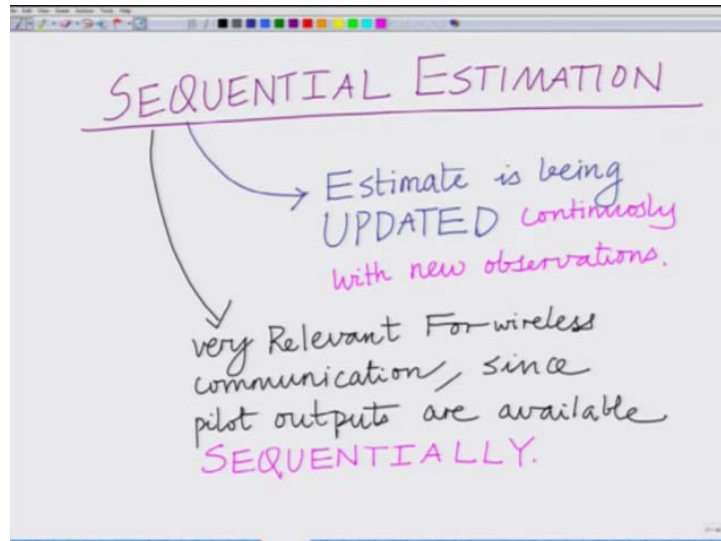 SEQUENTIAL ESTIMATION
Estimate is being
UPDATED continuosly
with new observations.
very Relevant For wireless
communication, since
pilot outputs are available
SEQUENTIALLY.